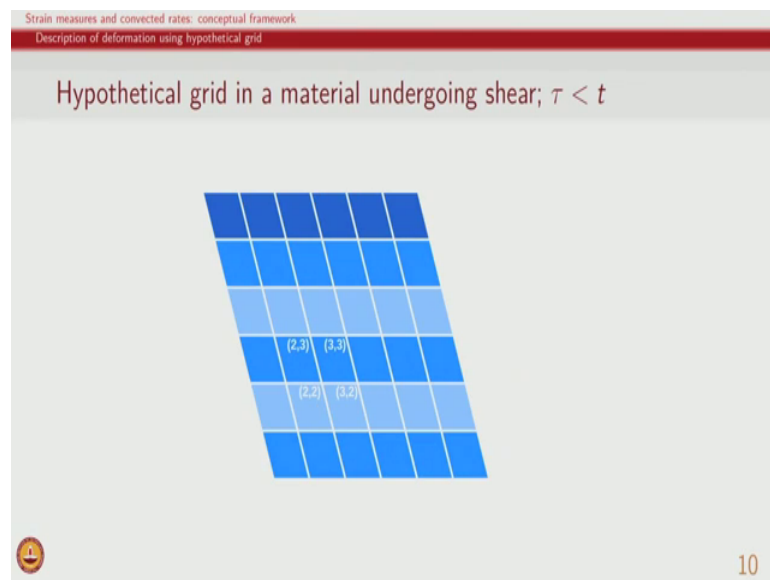 Strain measures and convected rates: conceptual framework
Description of deformation using hypothetical grid
Hypothetical grid in a material undergoing shear; τ < t
(2,3) (3,3)
(2,2) (3,2)
10